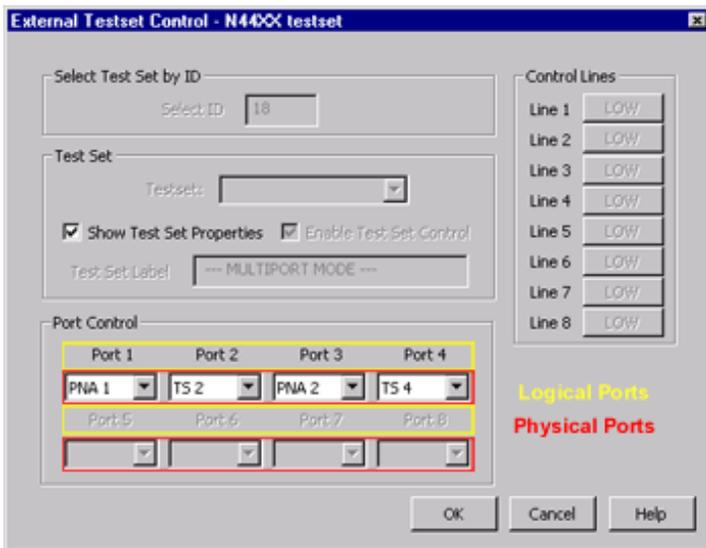 External Testset Control - N44XX testset
Select Test Set by ID
Select ID 18
Test Set
Testset:
Show Test Set Properties Enable Test Set Control
Test Set Label --- MULTIPORT MODE ---
Port Control
Port 1 Port 2 Port 3 Port 4
PNA 1 TS 2 PNA 2 TS 4
Port 5 Port 6 Port 7 Port 8
Control Lines
Line 1 LOW
Line 2 LOW
Line 3 LOW
Line 4 LOW
Line 5 LOW
Line 6 LOW
Line 7 LOW
Line 8 LOW
Logical Ports
Physical Ports
OK Cancel Help